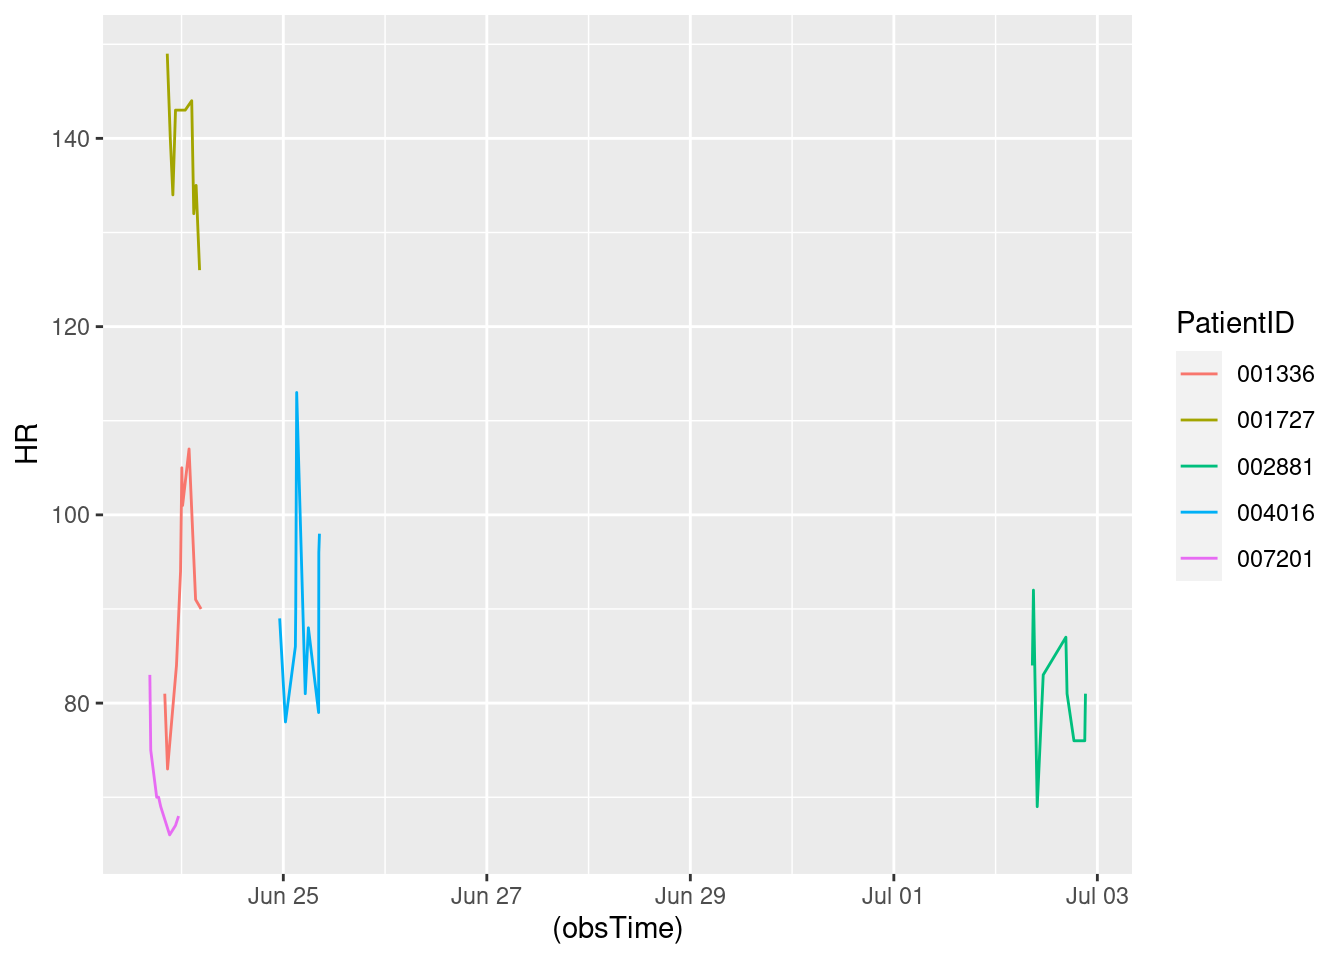 140
120
100
80
HR
Jun 25
Jun 27
Jun 29
Jul 01
Jul 03
(obsTime)
PatientID
001336
001727
002881
004016
007201